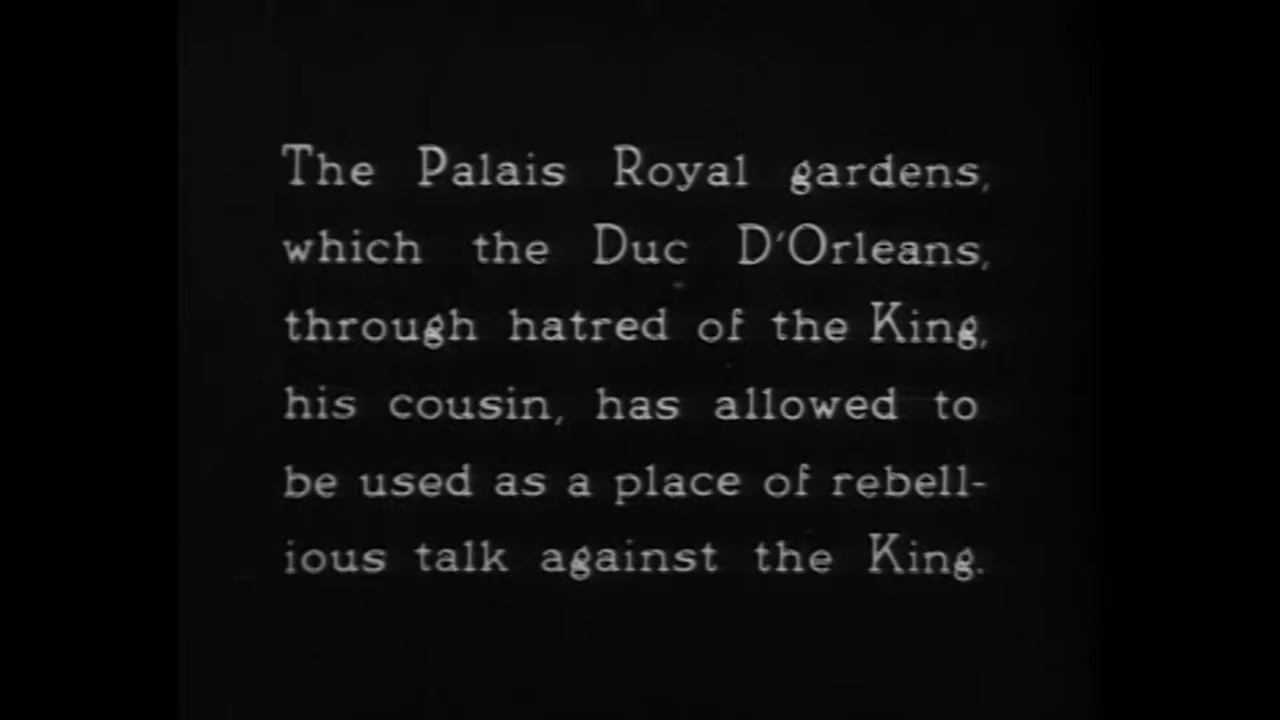 The Palais Royal gardens,
which the Duc D'Orleans,
through hatred of the King,
his cousin, has allowed to
be used as a place of rebell-
ious talk against the King.